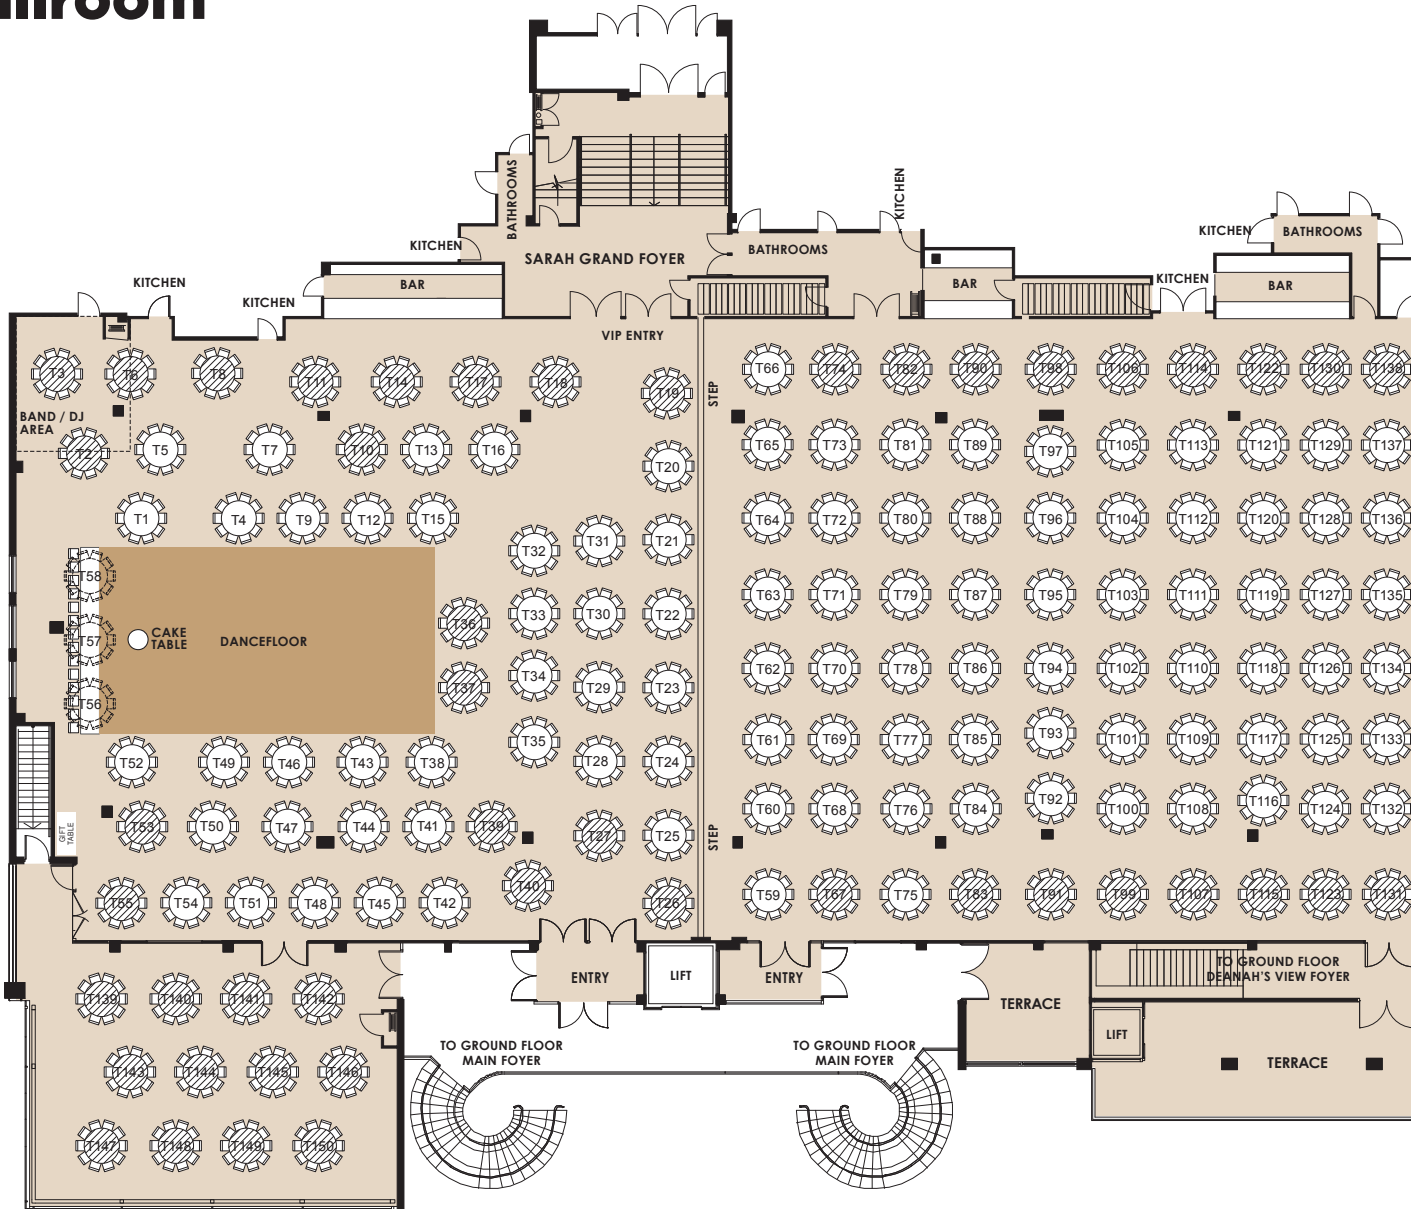 llroom
KITCHEN
BATHROOMS
KITCHEN
BATHROOMS
KITCHEN
BATHROOMS
SARAH GRAND FOYER
KITCHEN
KITCHEN
BAR
BAR
KITCHEN
BAR
VIP ENTRY
STEP
T3
T6
T8
T11
T14
T17
T18
T19
T66
T74
T82
T90
T98
T106
T114
T122
T130
T138
BAND / DJ
AREA
T2
T5
T7
T10
T13
T16
T20
T65
T73
T81
T89
T97
T105
T113
T121
T129
T137
T1
T4
T9
T12
T15
T32
T31
T21
T64
T72
T80
T88
T96
T104
T112
T120
T128
T136
T58
T57
T56
CAKE
TABLE
DANCEFLOOR
T36
T37
T33
T30
T22
T63
T71
T79
T87
T95
T103
T111
T119
T127
T135
T34
T29
T23
T62
T70
T78
T86
T94
T102
T110
T118
T126
T134
T52
T49
T46
T43
T38
T35
T28
T24
T61
T69
T77
T85
T93
T101
T109
T117
T125
T133
GIFT
TABLE
T53
T50
T47
T44
T41
T39
T27
T25
STEP
T60
T68
T76
T84
T92
T100
T108
T116
T124
T132
T55
T54
T51
T48
T45
T42
T40
T26
T59
T67
T75
T83
T91
T99
T107
T115
T123
T131
T139
T140
T141
T142
ENTRY
LIFT
ENTRY
TO GROUND FLOOR
DEANAH'S VIEW FOYER
TERRACE
LIFT
TERRACE
T143
T144
T145
T146
TO GROUND FLOOR
MAIN FOYER
TO GROUND FLOOR
MAIN FOYER
T147
T148
T149
T150